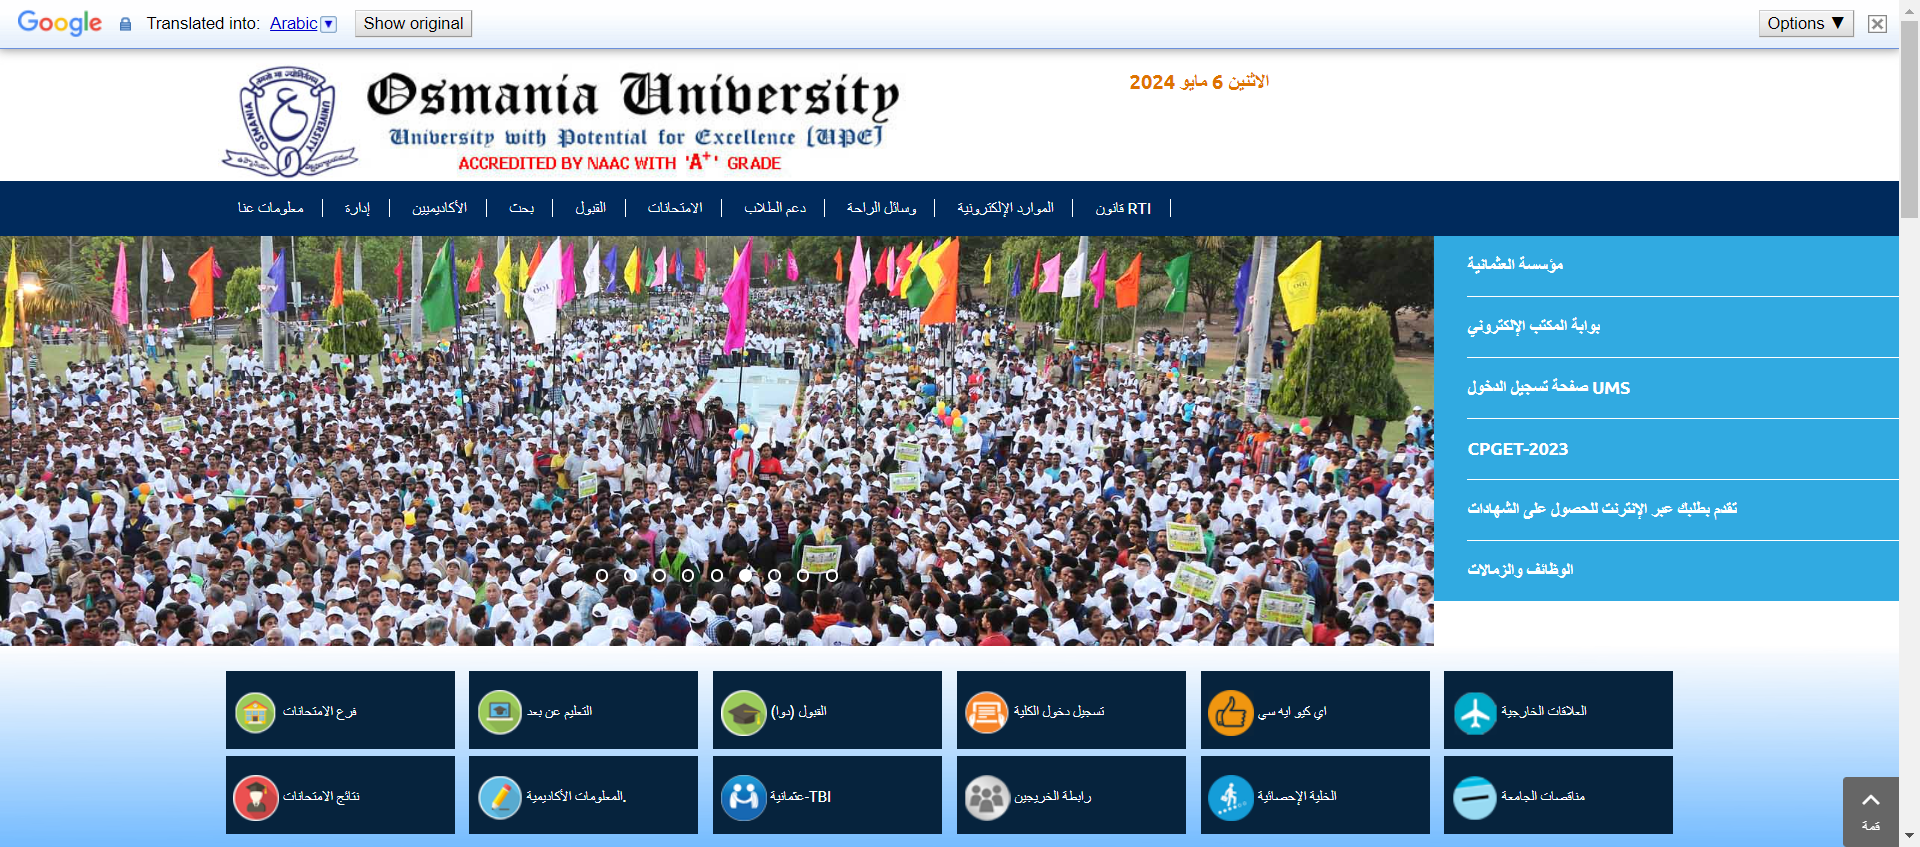 Google Translated into: Arabic Show original Options ▼
Osmania University
University with Potential for Excellence [UPE]
ACCREDITED BY NAAC WITH 'A+' GRADE
الاثنين 6 مايو 2024
معلومات عنا
إدارة
الأكاديميين
بحث
القبول
الامتحانات
دعم الطلاب
وسائل الراحة
الموارد الإلكترونية
قانون RTI
مؤسسة العثمانية
بوابة المكتب الإلكتروني
صفحة تسجيل الدخول UMS
CPGET-2023
تقدم بطلبك عبر الإنترنت للحصول على الشهادات
الوظائف والزمالات
فرع الامتحانات
التعليم عن بعد
القبول (دوا)
تسجيل دخول الكلية
اي كيو ايه سي
العلاقات الخارجية
نتائج الامتحانات
المعلومات الأكاديمية.
عثمانية-TBI
رابطة الخريجين
الخلية الإحصائية
مناقصات الجامعة
قمة